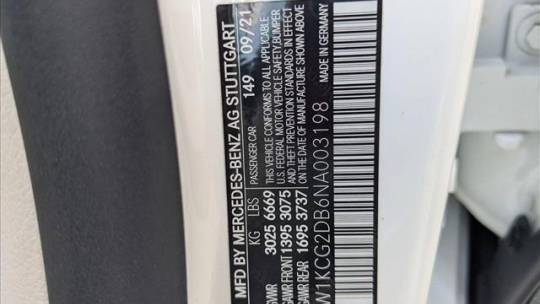 MFD BY MERCEDES-BENZ AG STUTTGART
PASSENGER CAR 149 09/21
KG LBS
GVWR 3025 6669
GAWR FRONT 1395 3075
GAWR REAR 1695 3737
THIS VEHICLE CONFORMS TO ALL APPLICABLE
U.S. FEDERAL MOTOR VEHICLE SAFETY, BUMPER
AND THEFT PREVENTION STANDARDS IN EFFECT
ON THE DATE OF MANUFACTURE SHOWN ABOVE
MADE IN GERMANY
W1KCG2DB6NA003198